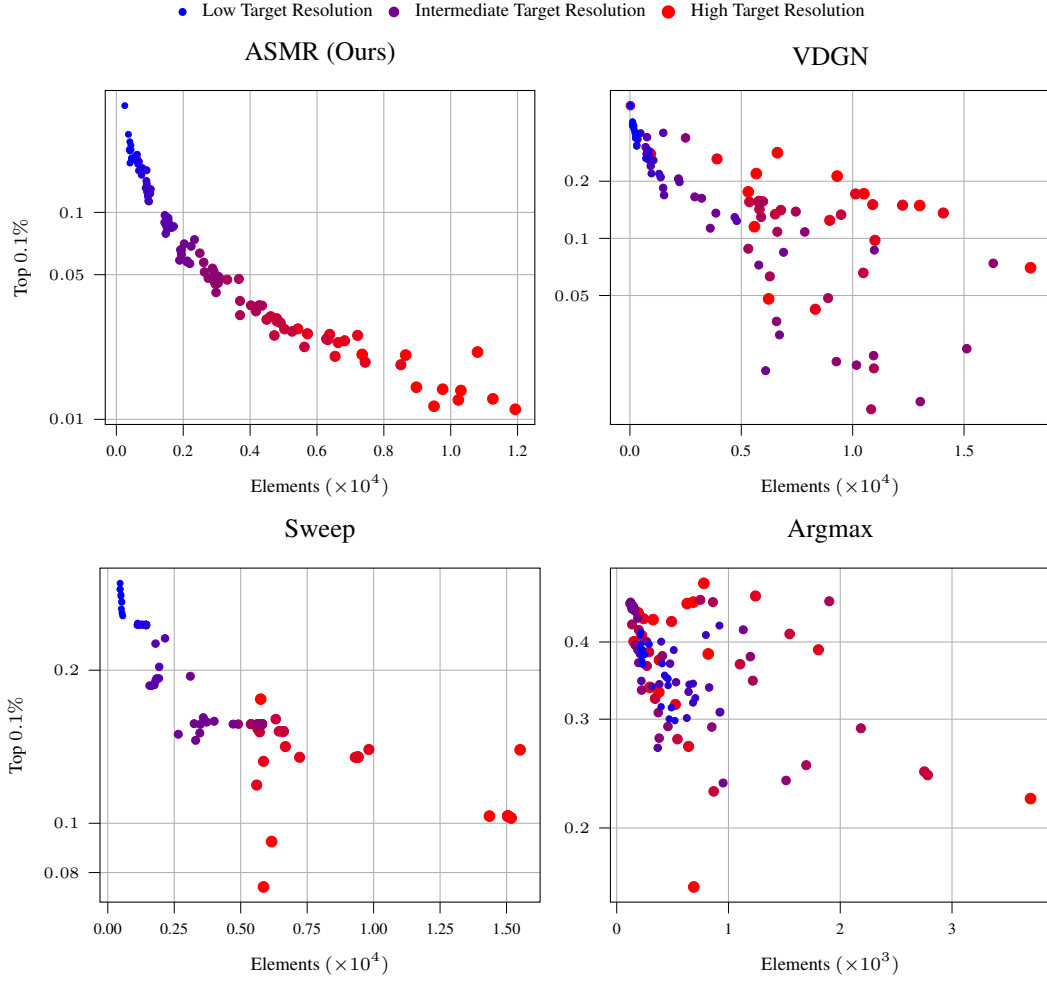 Low Target Resolution Intermediate Target Resolution High Target Resolution
ASMR (Ours)
VDGN
Top 0.1%
0.1
0.05
0.01
0.0 0.2 0.4 0.6 0.8 1.0 1.2
Elements (×10⁴)
0.2
0.1
0.05
0.0 0.5 1.0 1.5
Elements (×10⁴)
Sweep
Argmax
Top 0.1%
0.2
0.1
0.08
0.00 0.25 0.50 0.75 1.00 1.25 1.50
Elements (×10⁴)
0.4
0.3
0.2
0 1 2 3
Elements (×10³)